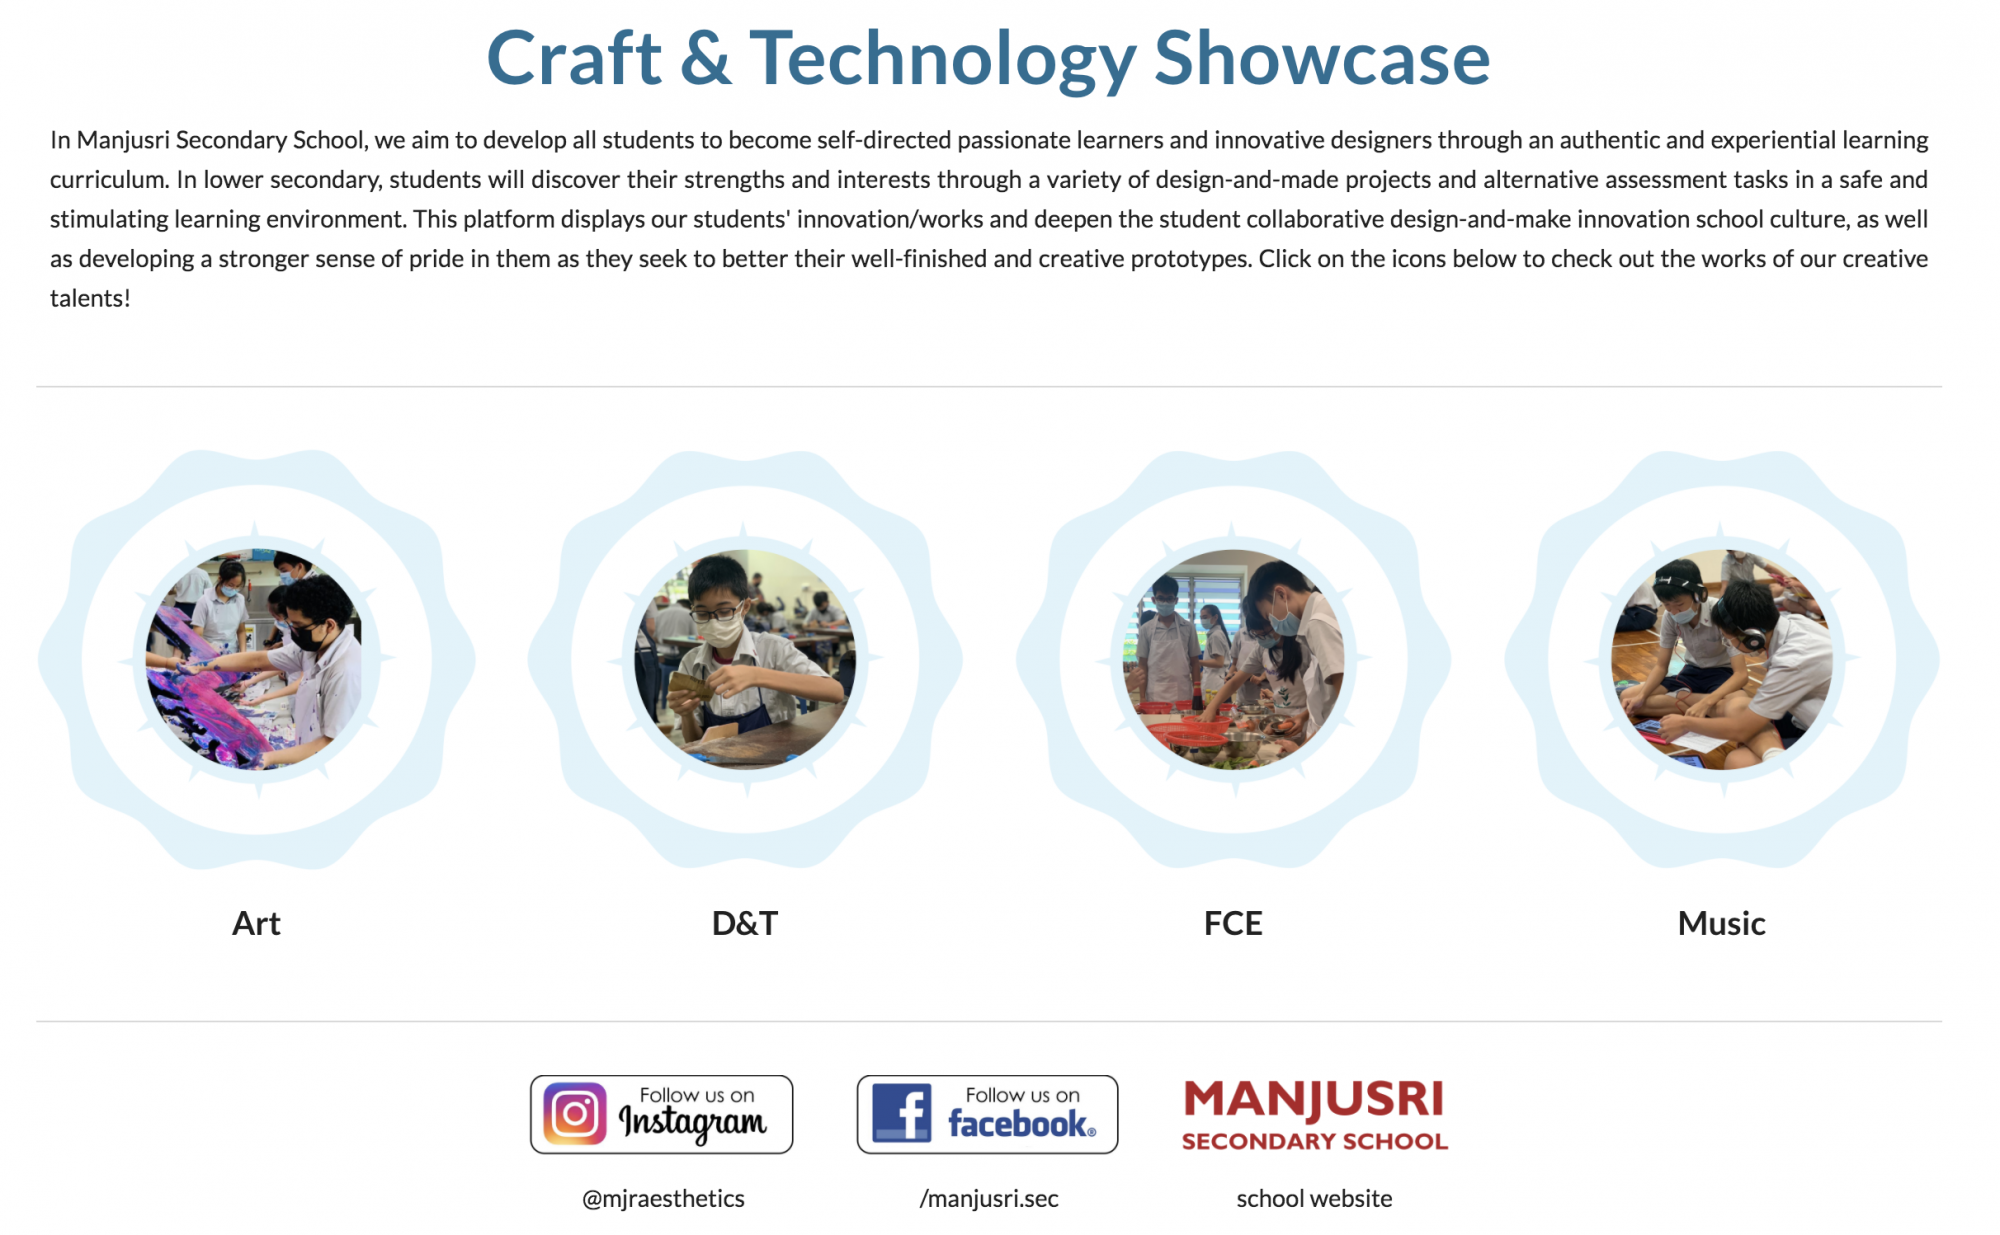 Craft & Technology Showcase
In Manjusri Secondary School, we aim to develop all students to become self-directed passionate learners and innovative designers through an authentic and experiential learning
curriculum. In lower secondary, students will discover their strengths and interests through a variety of design-and-made projects and alternative assessment tasks in a safe and
stimulating learning environment. This platform displays our students' innovation/works and deepen the student collaborative design-and-make innovation school culture, as well
as developing a stronger sense of pride in them as they seek to better their well-finished and creative prototypes. Click on the icons below to check out the works of our creative
talents!
Art
D&T
FCE
Music
Follow us on
Instagram
@mjraesthetics
Follow us on
facebook®
/manjusri.sec
MANJUSRI
SECONDARY SCHOOL
school website